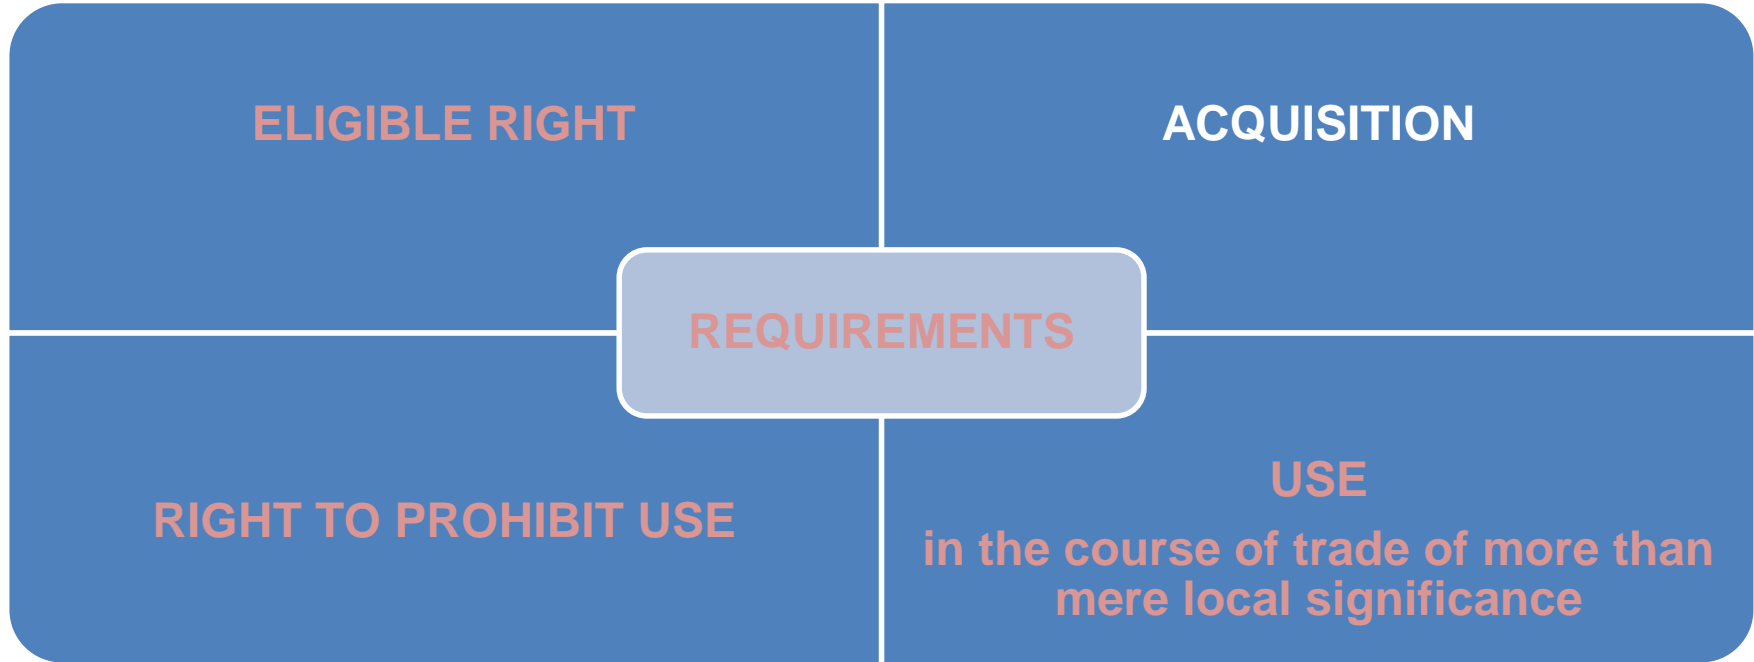 ELIGIBLE RIGHT
ACQUISITION
REQUIREMENTS
RIGHT TO PROHIBIT USE
USE
in the course of trade of more than
mere local significance